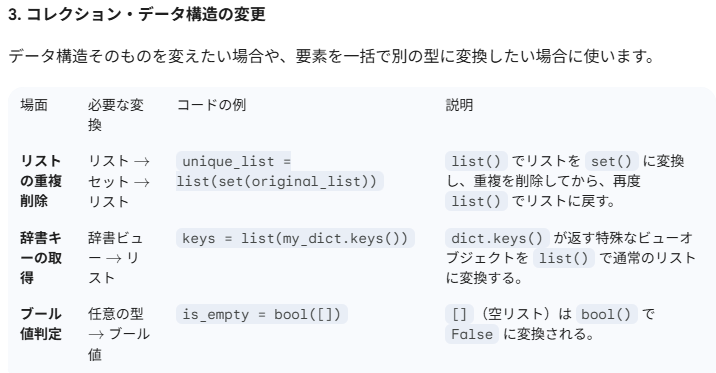 3. コレクション・データ構造の変更
データ構造そのものを変えたい場合や、要素を一括で別の型に変換したい場合に使います。
場面 必要な変換 コードの例 説明
リストの重複削除 リスト → セット → リスト unique_list = list(set(original_list)) list() でリストを set() に変換し、重複を削除してから、再度 list() でリストに戻す。
辞書キーの取得 辞書ビュー → リスト keys = list(my_dict.keys()) dict.keys() が返す特殊なビューオブジェクトを list() で通常のリストに変換する。
ブール値判定 任意の型 → ブール値 is_empty = bool([]) [] （空リスト）は bool() で False に変換される。